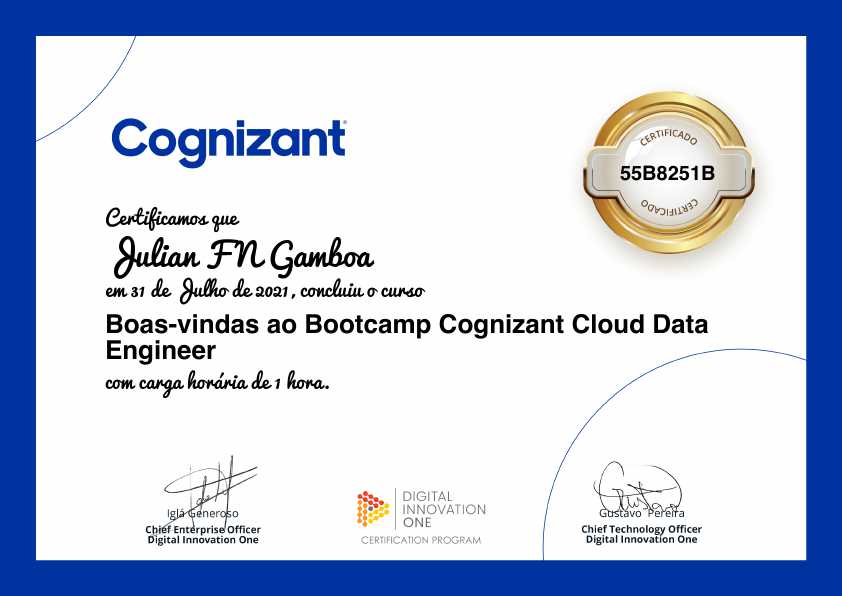 Cognizant
CERTIFICADO
55B8251B
CERTIFICADO
Certificamos que
Julian FN Gamboa
em 31 de Julho de 2021, concluiu o curso
Boas-vindas ao Bootcamp Cognizant Cloud Data
Engineer
com carga horária de 1 hora.
Iglá Generoso
Chief Enterprise Officer
Digital Innovation One
DIGITAL
INNOVATION
ONE
CERTIFICATION PROGRAM
Gustavo Pereira
Chief Technology Officer
Digital Innovation One